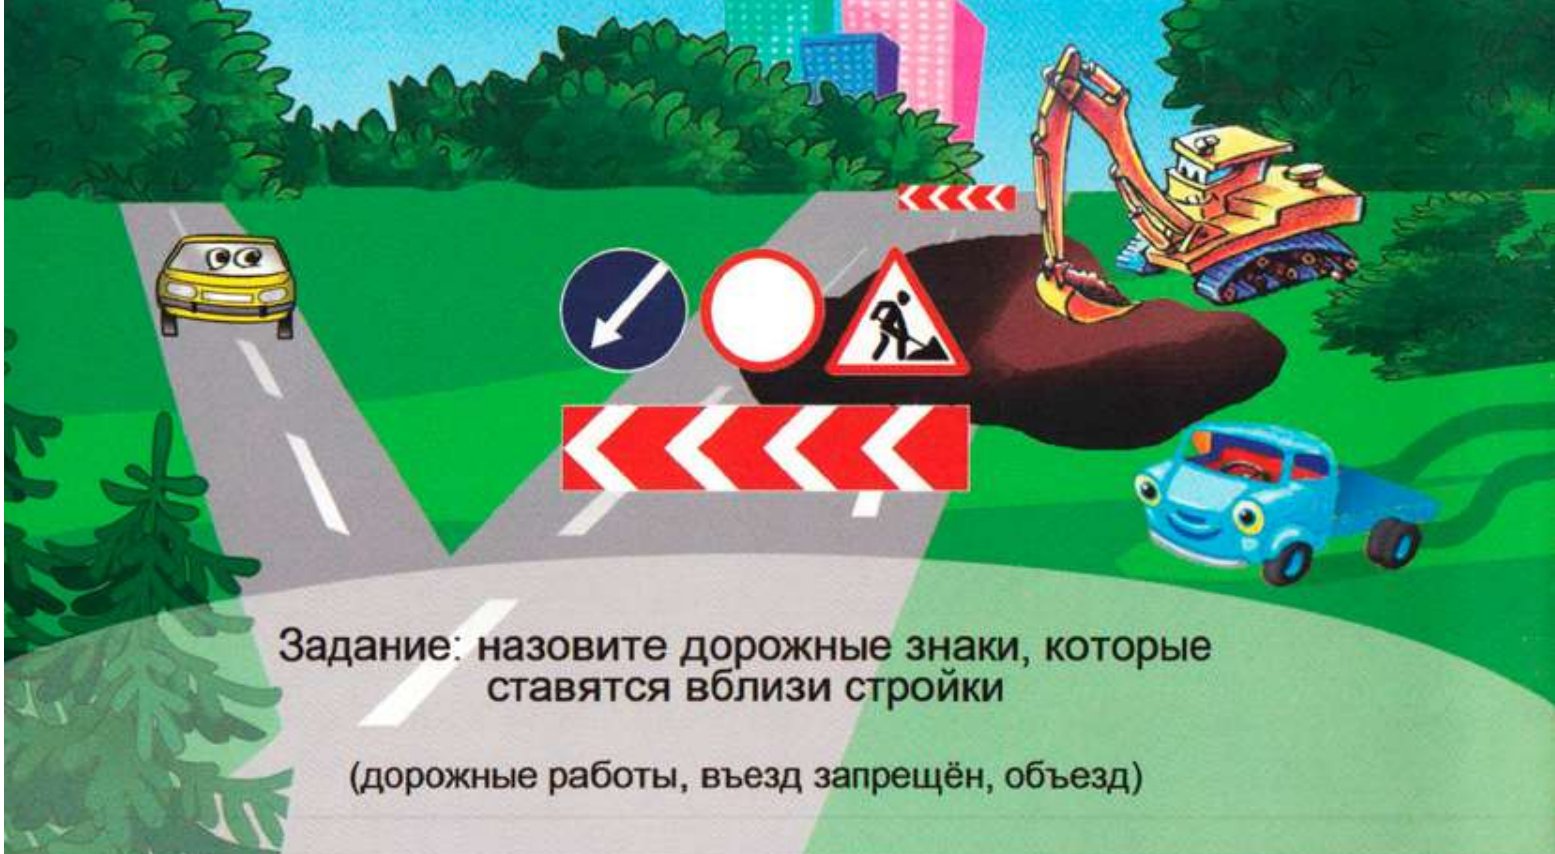 Задание: назовите дорожные знаки, которые
ставятся вблизи стройки
(дорожные работы, въезд запрещён, объезд)